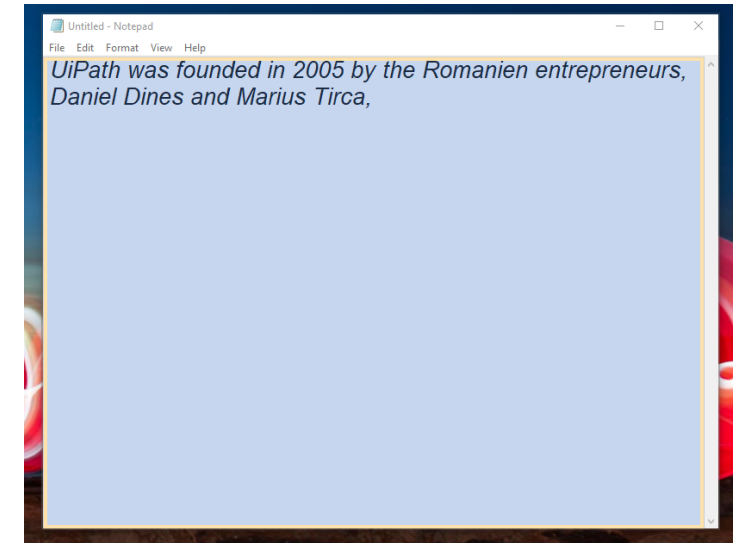 Untitled - Notepad
File Edit Format View Help
UiPath was founded in 2005 by the Romanien entrepreneurs,
Daniel Dines and Marius Tirca,